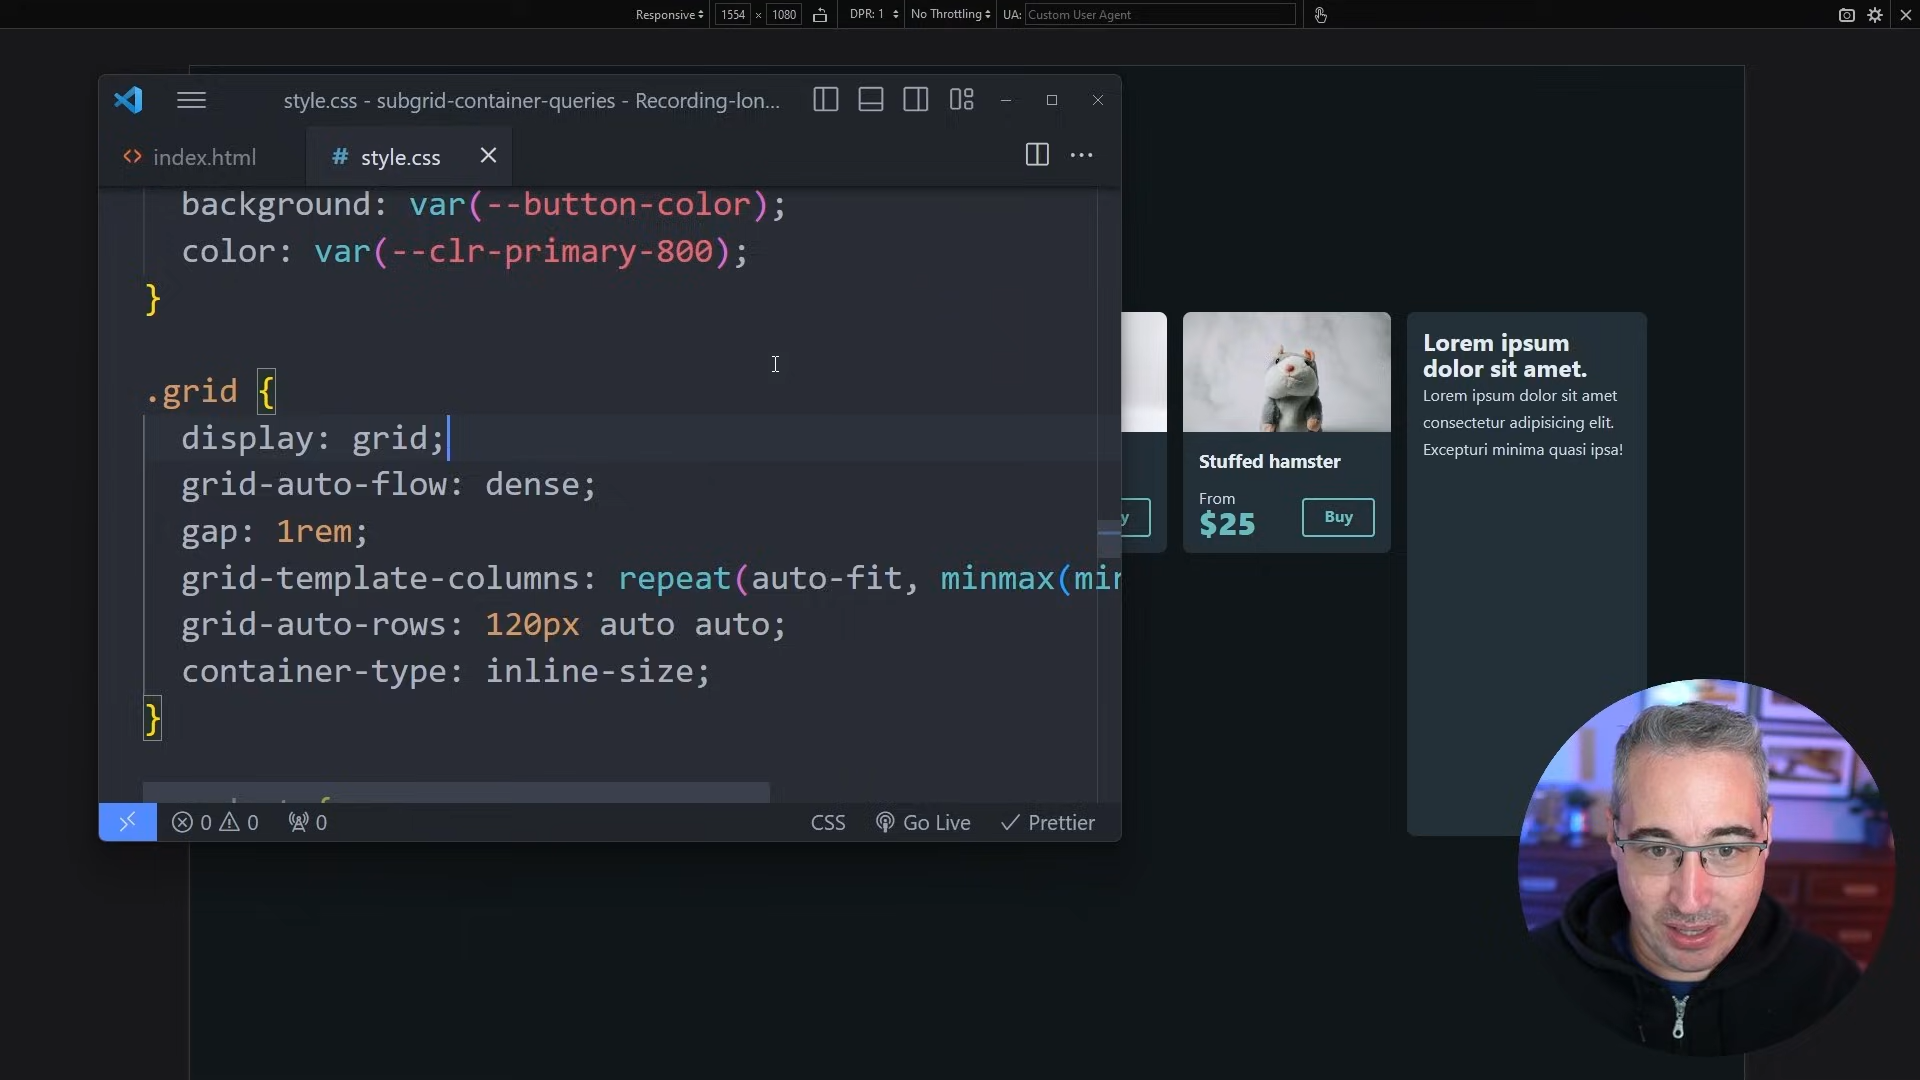 Responsive 1554 × 1080 DPR: 1 No Throttling UA: Custom User Agent
style.css - subgrid-container-queries - Recording-lon...
index.html # style.css
background: var(--button-color);
color: var(--clr-primary-800);
}
.grid {
display: grid;
grid-auto-flow: dense;
gap: 1rem;
grid-template-columns: repeat(auto-fit, minmax(min
grid-auto-rows: 120px auto auto;
container-type: inline-size;
}
0 0 0 CSS Go Live Prettier
y
Stuffed hamster
From
$25
Buy
Lorem ipsum
dolor sit amet.
Lorem ipsum dolor sit amet
consectetur adipisicing elit.
Excepturi minima quasi ipsa!